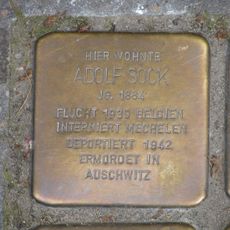 HIER WOHNTE
ADOLF SOCK
JG. 1884
FLUCHT 1939 BELGIEN
INTERNIERT MECHELEN
DEPORTIERT 1942
ERMORDET IN
AUSCHWITZ